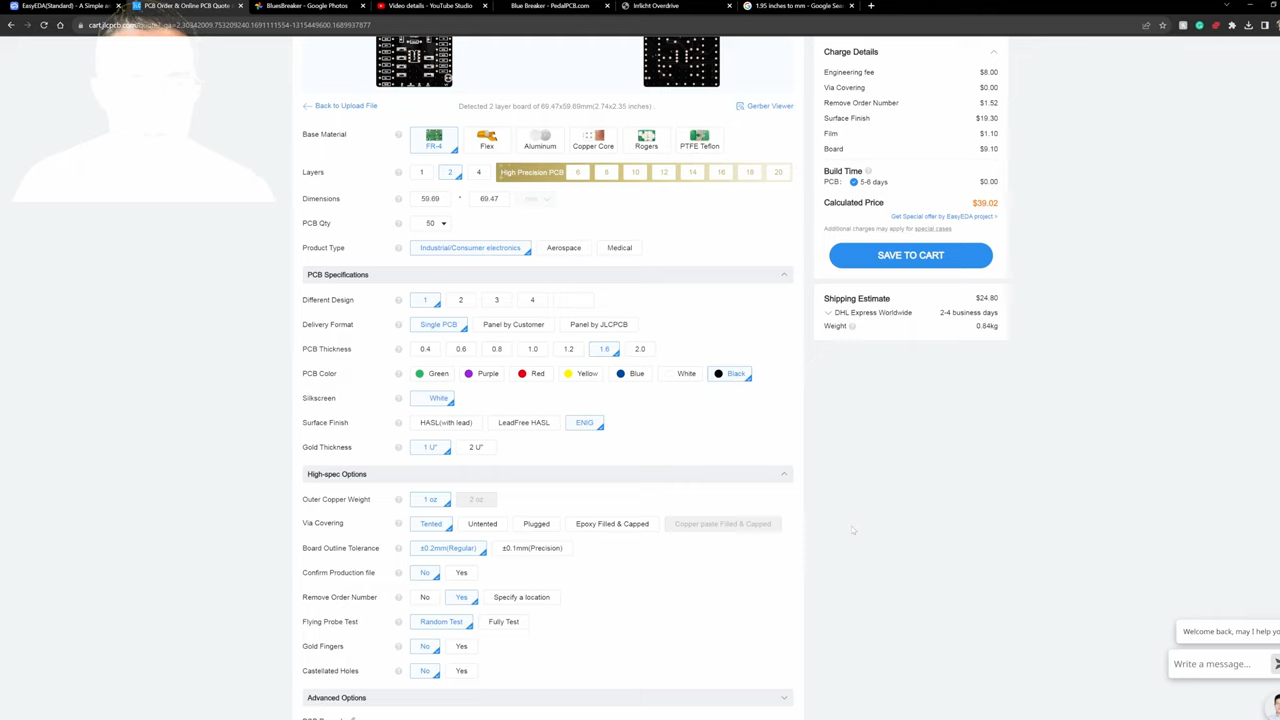 EasyEDA(Standard) - A Simple an
PCB Order & Online PCB Quote
BluesBreaker - Google Photos
Video details - YouTube Studio
Blue Breaker - PedalPCB.com
Irrlicht Overdrive
1.95 inches to mm - Google Sea
Detected 2 layer board of 69.47x59.69mm(2.74x2.35 inches) .
Back to Upload File
Gerber Viewer
Base Material FR-4 Flex Aluminum Copper Core Rogers PTFE Teflon
Layers 1 2 4 High Precision PCB 6 8 10 12 14 16 18 20
Dimensions 59.69 * 69.47
PCB Qty 50
Product Type Industrial/Consumer electronics Aerospace Medical
PCB Specifications
Different Design 1 2 3 4
Delivery Format Single PCB Panel by Customer Panel by JLCPCB
PCB Thickness 0.4 0.6 0.8 1.0 1.2 1.6 2.0
PCB Color Green Purple Red Yellow Blue White Black
Silkscreen White
Surface Finish HASL(with lead) LeadFree HASL ENIG
Gold Thickness 1 U" 2 U"
High-spec Options
Outer Copper Weight 1 oz 2 oz
Via Covering Tented Untented Plugged Epoxy Filled & Capped Copper paste Filled & Capped
Board Outline Tolerance ±0.2mm(Regular) ±0.1mm(Precision)
Confirm Production file No Yes
Remove Order Number No Yes Specify a location
Flying Probe Test Random Test Fully Test
Gold Fingers No Yes
Castellated Holes No Yes
Advanced Options
Charge Details
Engineering fee $8.00
Via Covering $0.00
Remove Order Number $1.52
Surface Finish $19.30
Film $1.10
Board $9.10
Build Time
PCB: 5-6 days $0.00
Calculated Price $39.02
Get Special offer by EasyEDA project >
Additional charges may apply for special cases
SAVE TO CART
Shipping Estimate $24.80
DHL Express Worldwide 2-4 business days
Weight 0.84kg
Welcome back, may I help yo
Write a message...